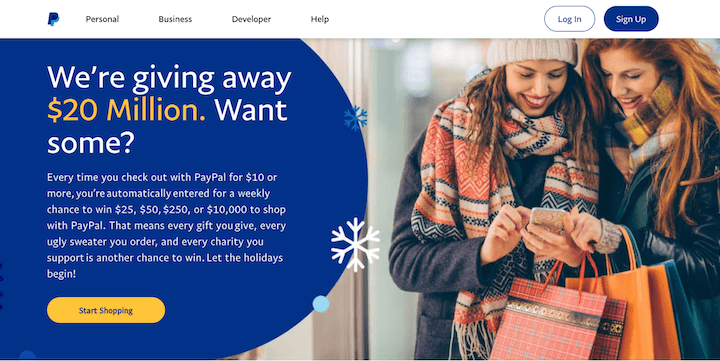 Personal Business Developer Help Log In Sign Up
We're giving away
$20 Million. Want
some?
Every time you check out with PayPal for $10 or
more, you're automatically entered for a weekly
chance to win $25, $50, $250, or $10,000 to shop
with PayPal. That means every gift you give, every
ugly sweater you order, and every charity you
support is another chance to win. Let the holidays
begin!
Start Shopping